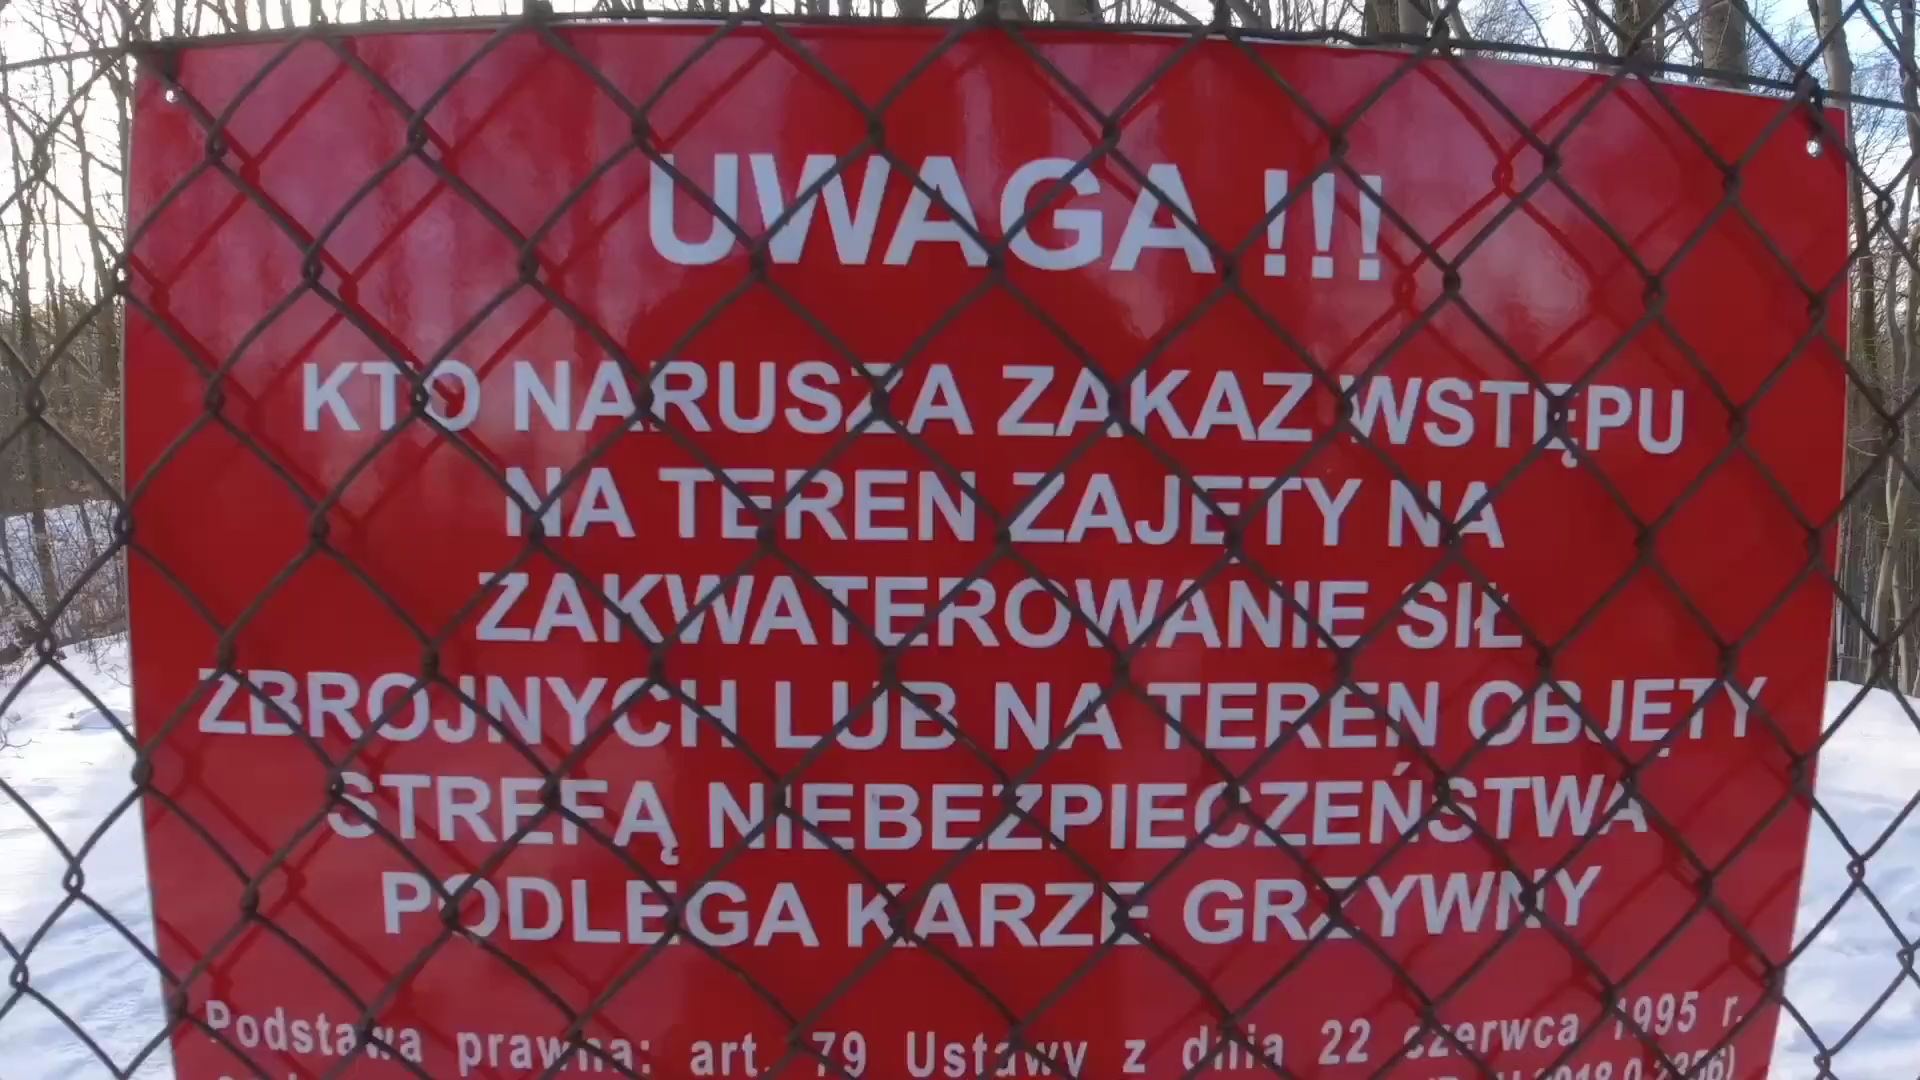 UWAGA !!!
KTO NARUSZA ZAKAZ WSTĘPU
NA TEREN ZAJĘTY NA
ZAKWATEROWANIE SIŁ
ZBROJNYCH LUB NA TEREN OBJĘTY
STREFĄ NIEBEZPIECZEŃSTWA
PODLEGA KARZE GRZYWNY
Podstawa prawna: art. 79 Ustawy z dnia 22 czerwca 1995 r.